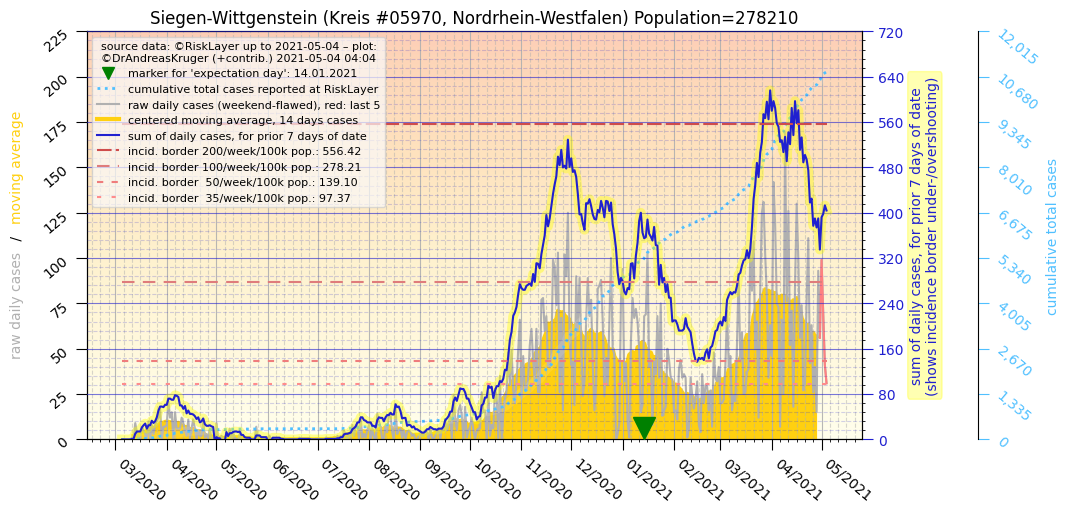 Siegen-Wittgenstein (Kreis #05970, Nordrhein-Westfalen) Population=278210
source data: ©RiskLayer up to 2021-05-04 – plot:
©DrAndreasKruger (+contrib.) 2021-05-04 04:04
marker for 'expectation day': 14.01.2021
cumulative total cases reported at RiskLayer
raw daily cases (weekend-flawed), red: last 5
centered moving average, 14 days cases
sum of daily cases, for prior 7 days of date
incid. border 200/week/100k pop.: 556.42
incid. border 100/week/100k pop.: 278.21
incid. border 50/week/100k pop.: 139.10
incid. border 35/week/100k pop.: 97.37
raw daily cases / moving average
225
200
175
150
125
100
75
50
25
0
03/2020
04/2020
05/2020
06/2020
07/2020
08/2020
09/2020
10/2020
11/2020
12/2020
01/2021
02/2021
03/2021
04/2021
05/2021
720
640
560
480
400
320
240
160
80
0
sum of daily cases, for prior 7 days of date
(shows incidence border under-/overshooting)
12,015
10,680
9,345
8,010
6,675
5,340
4,005
2,670
1,335
0
cumulative total cases